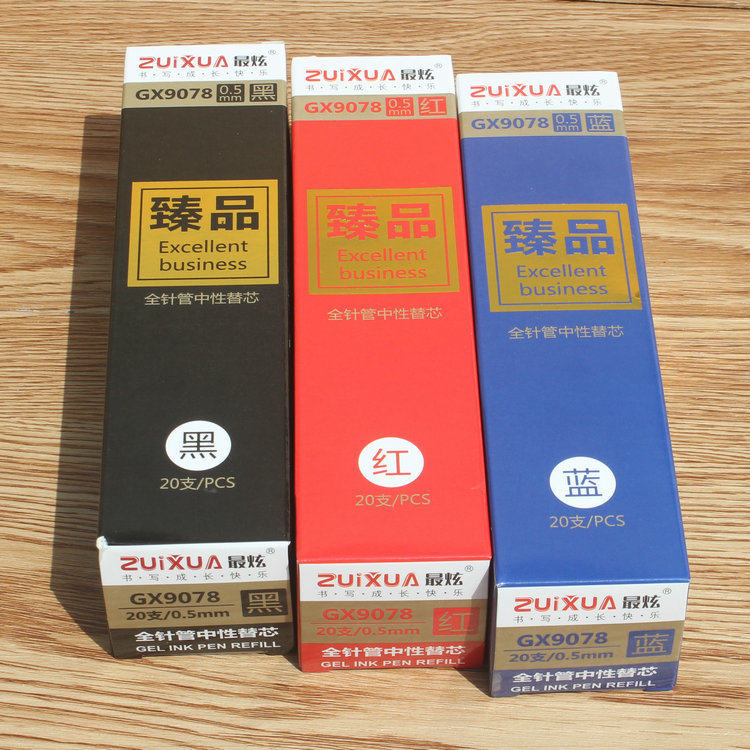 ZUIXUA 最炫®
书·写·成·长·快·乐
GX9078 0.5mm 黑
臻品
Excellent
business
全针管中性替芯
黑
20支/PCS
ZUIXUA 最炫®
书·写·成·长·快·乐
GX9078 黑
20支/0.5mm
全针管中性替芯
GEL INK PEN REFILL
ZUIXUA 最炫®
书·写·成·长·快·乐
GX9078 0.5mm 红
臻品
Excellent
business
全针管中性替芯
红
20支/PCS
ZUIXUA 最炫®
书·写·成·长·快·乐
GX9078 红
20支/0.5mm
全针管中性替芯
GEL INK PEN REFILL
ZUIXUA 最炫®
书·写·成·长·快·乐
GX9078 0.5mm 蓝
臻品
Excellent
business
全针管中性替芯
蓝
20支/PCS
ZUIXUA 最炫®
书·写·成·长·快·乐
GX9078 蓝
20支/0.5mm
全针管中性替芯
GEL INK PEN REFILL